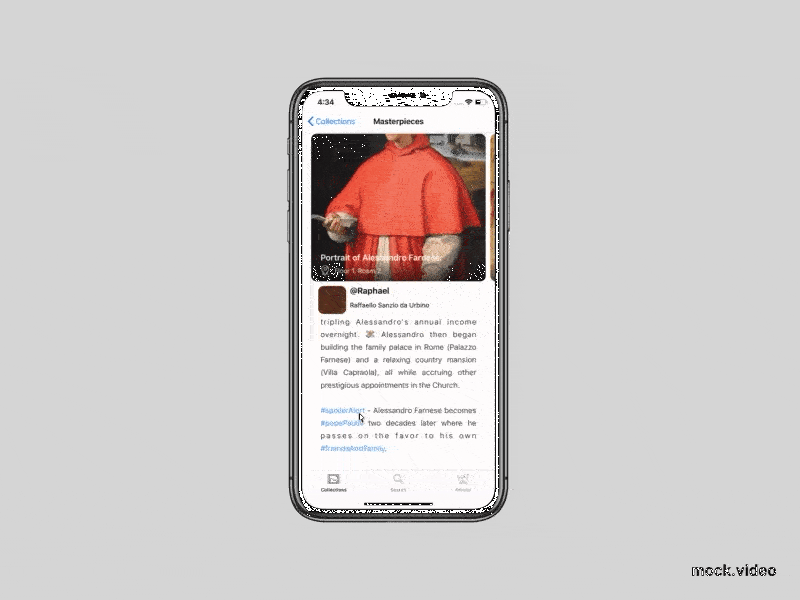 4:34
Collections
Masterpieces
Portrait of Alessandro Farnese
Floor 1, Room 2
@Raphael
Raffaello Sanzio da Urbino
tripling Alessandro's annual income
overnight. 💸 Alessandro then began
building the family palace in Rome (Palazzo
Farnese) and a relaxing country mansion
(Villa Caprarola), all while accruing other
prestigious appointments in the Church.
#spoilerAlert - Alessandro Farnese becomes
#popePaulIII two decades later where he
passes on the favor to his own
#friendsAndFamily.
Collections
Search
Artists
mock.video